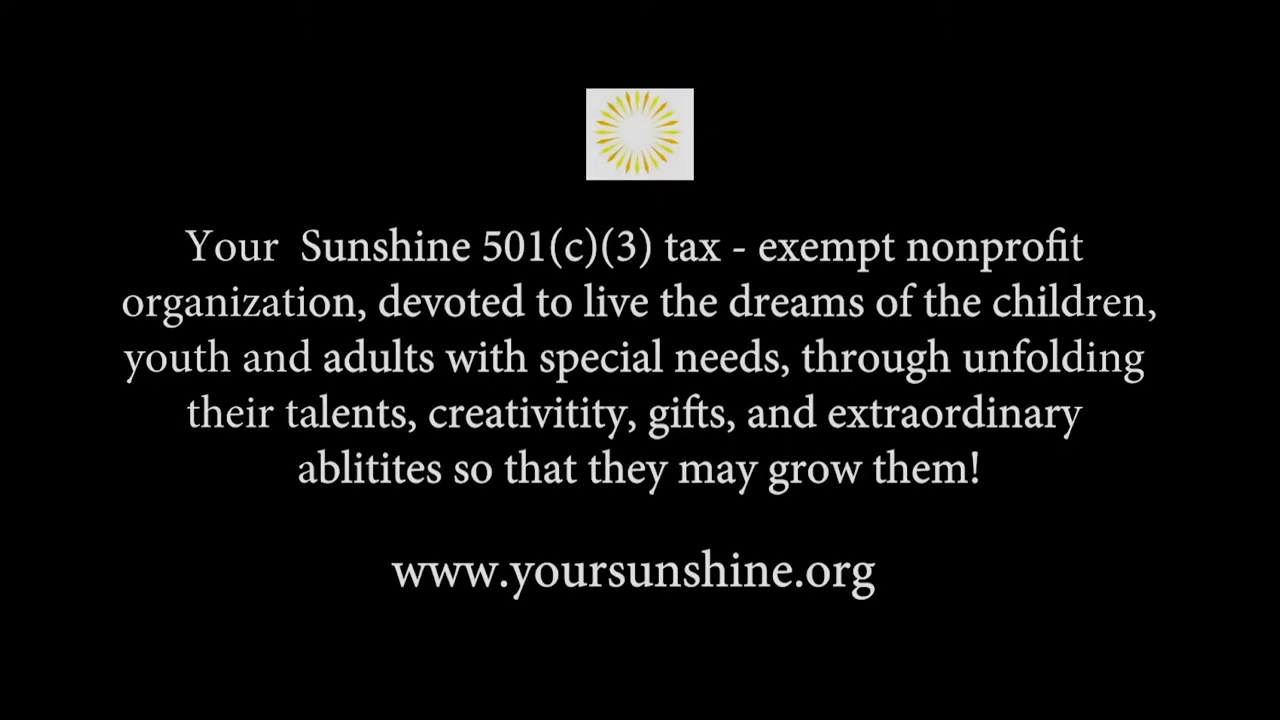 Your  Sunshine 501(c)(3) tax - exempt nonprofit
organization, devoted to live the dreams of the children,
youth and adults with special needs, through unfolding
their talents, creativitity, gifts, and extraordinary
ablitites so that they may grow them!
www.yoursunshine.org